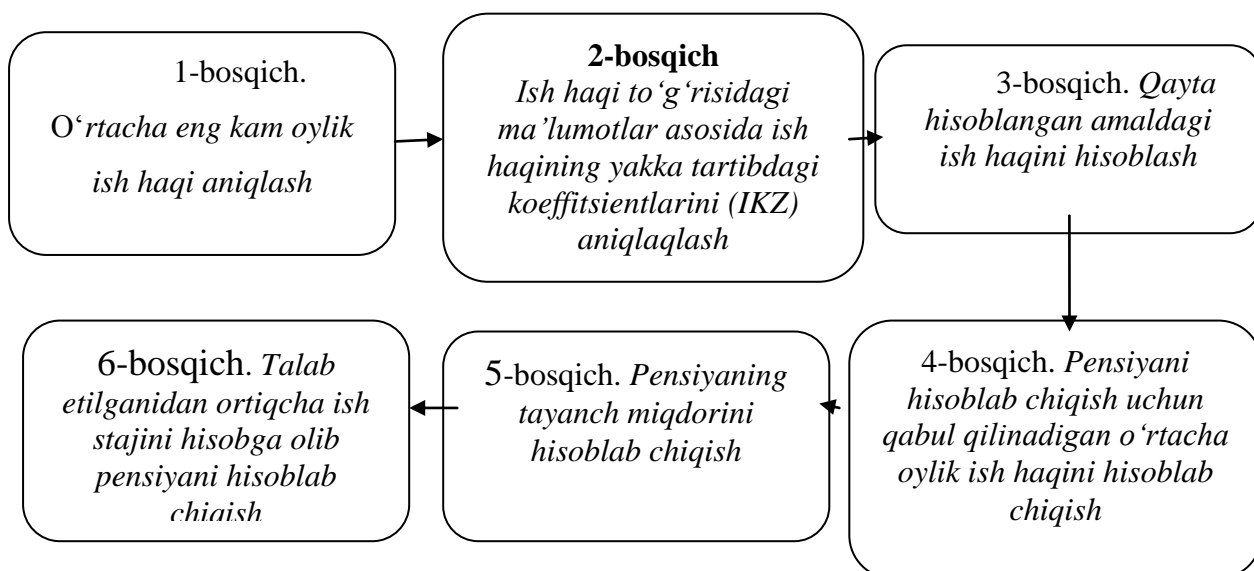 1-bosqich.
O‘rtacha eng kam oylik
ish haqi aniqlash
2-bosqich
Ish haqi to‘g‘risidagi
ma’lumotlar asosida ish
haqining yakka tartibdagi
koeffitsientlarini (IKZ)
aniqlaqlash
3-bosqich. Qayta
hisoblangan amaldagi
ish haqini hisoblash
4-bosqich. Pensiyani
hisoblab chiqish uchun
qabul qilinadigan o‘rtacha
oylik ish haqini hisoblab
chiqish
5-bosqich. Pensiyaning
tayanch miqdorini
hisoblab chiqish
6-bosqich. Talab
etilganidan ortiqcha ish
stajini hisobga olib
pensiyani hisoblab
chiqish